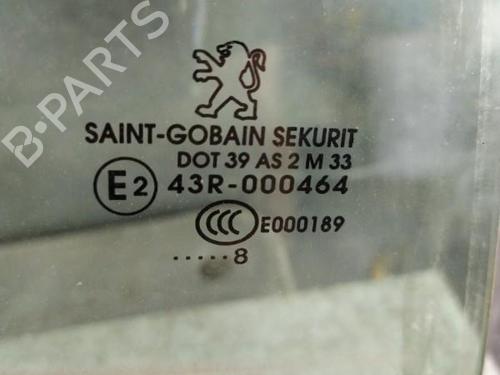 B-PARTS
SAINT-GOBAIN SEKURIT
DOT 39 AS 2 M 33
E2 43R-000464
CCC E000189
.....8